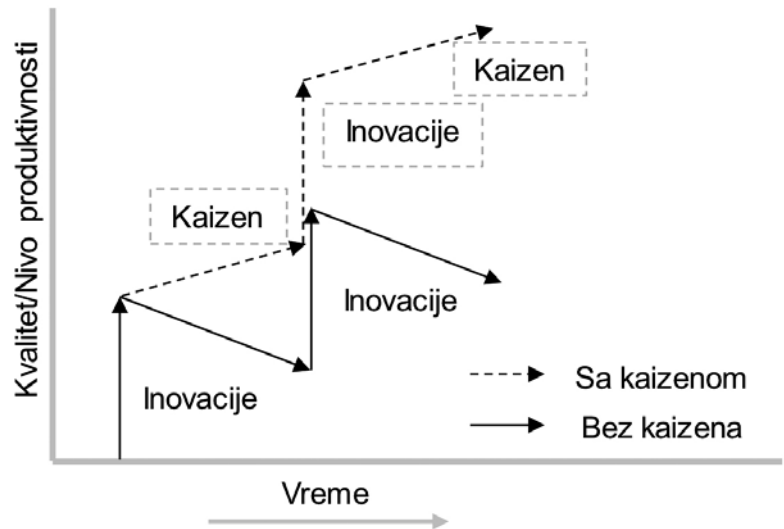 Kvalitet/Nivo produktivnosti
Kaizen
Inovacije
Kaizen
Inovacije
Inovacije
Sa kaizenom
Bez kaizena
Vreme